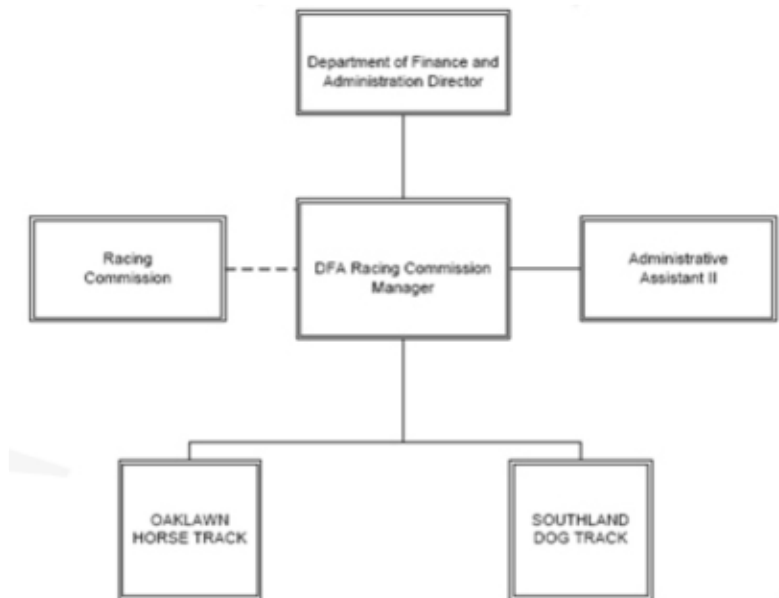 Department of Finance and
Administration Director
Racing
Commission
DFA Racing Commission
Manager
Administrative
Assistant II
OAKLAWN
HORSE TRACK
SOUTHLAND
DOG TRACK